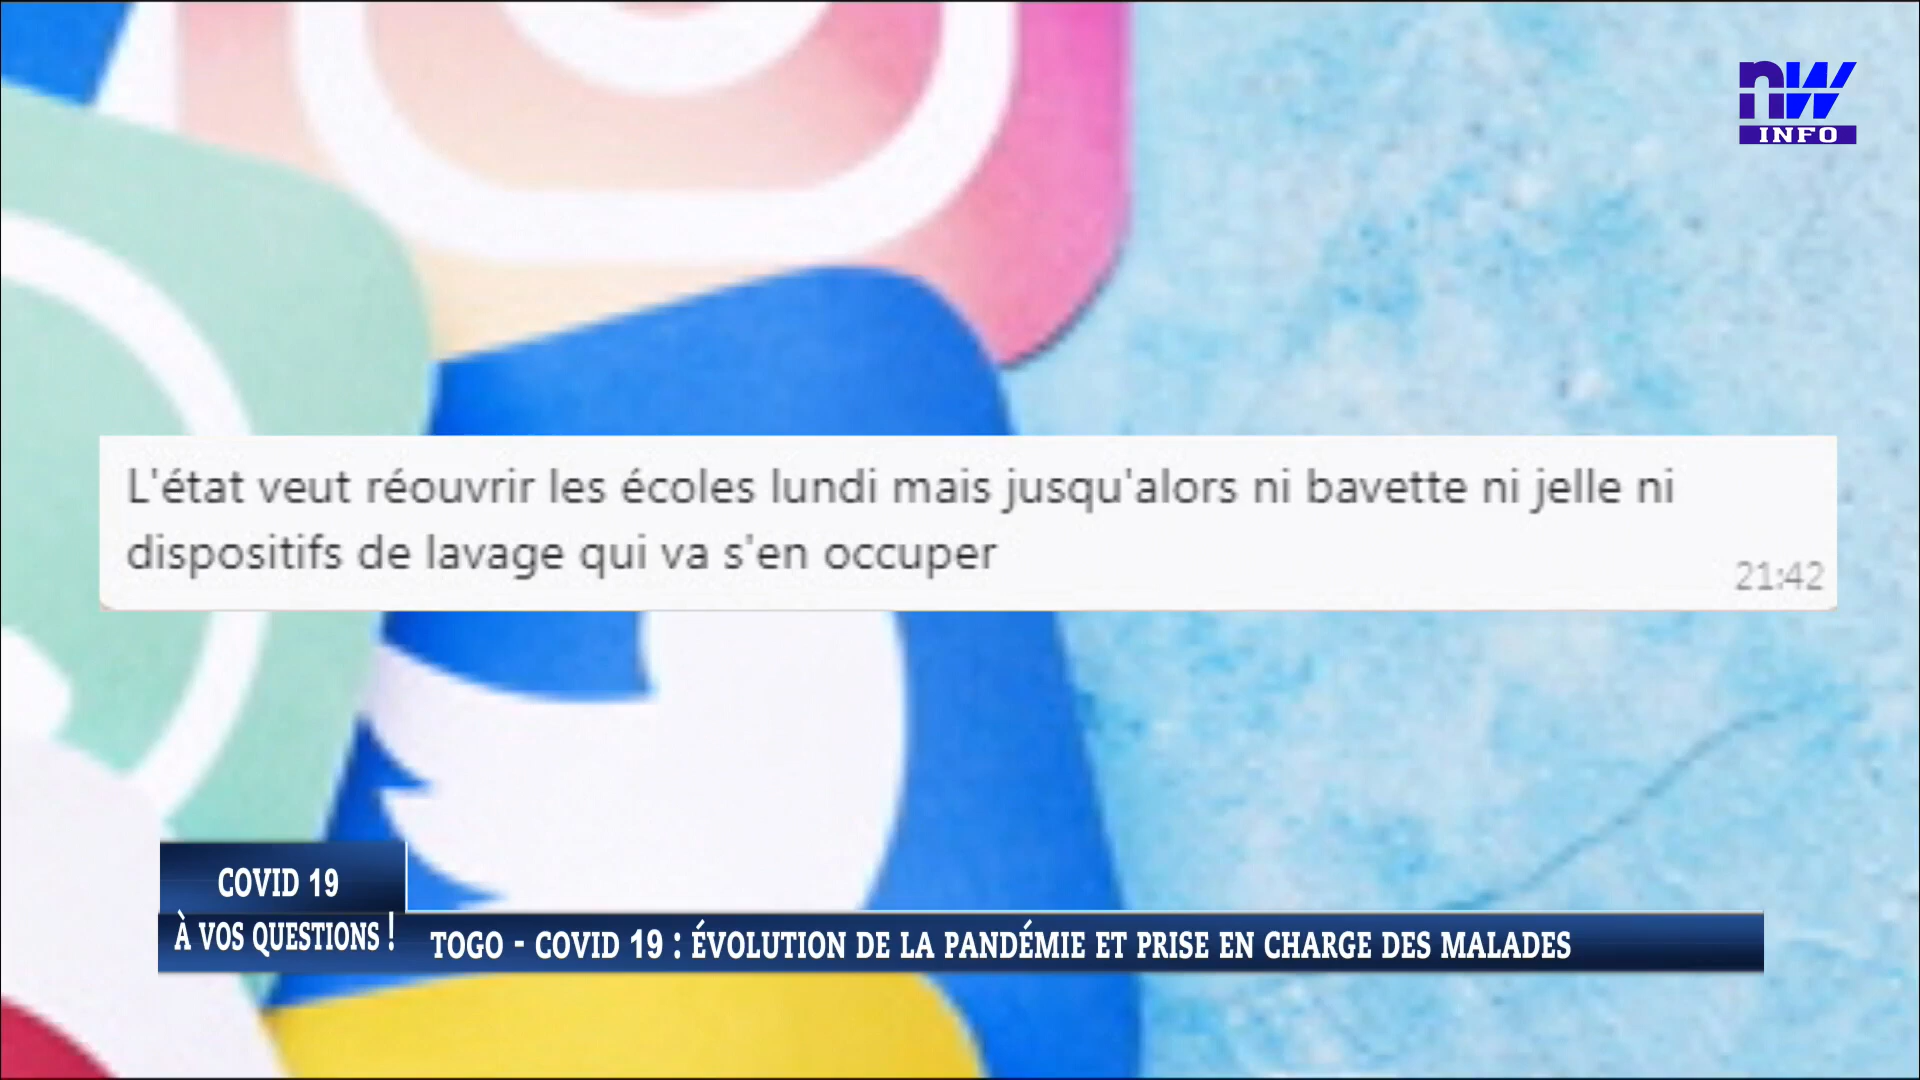 nw
INFO
L'état veut réouvrir les écoles lundi mais jusqu'alors ni bavette ni jelle ni
dispositifs de lavage qui va s'en occuper
21:42
COVID 19
À VOS QUESTIONS !
TOGO - COVID 19 : ÉVOLUTION DE LA PANDÉMIE ET PRISE EN CHARGE DES MALADES